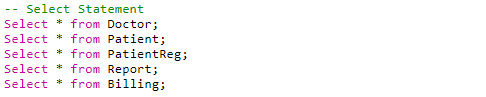 -- Select Statement
Select * from Doctor;
Select * from Patient;
Select * from PatientReg;
Select * from Report;
Select * from Billing;